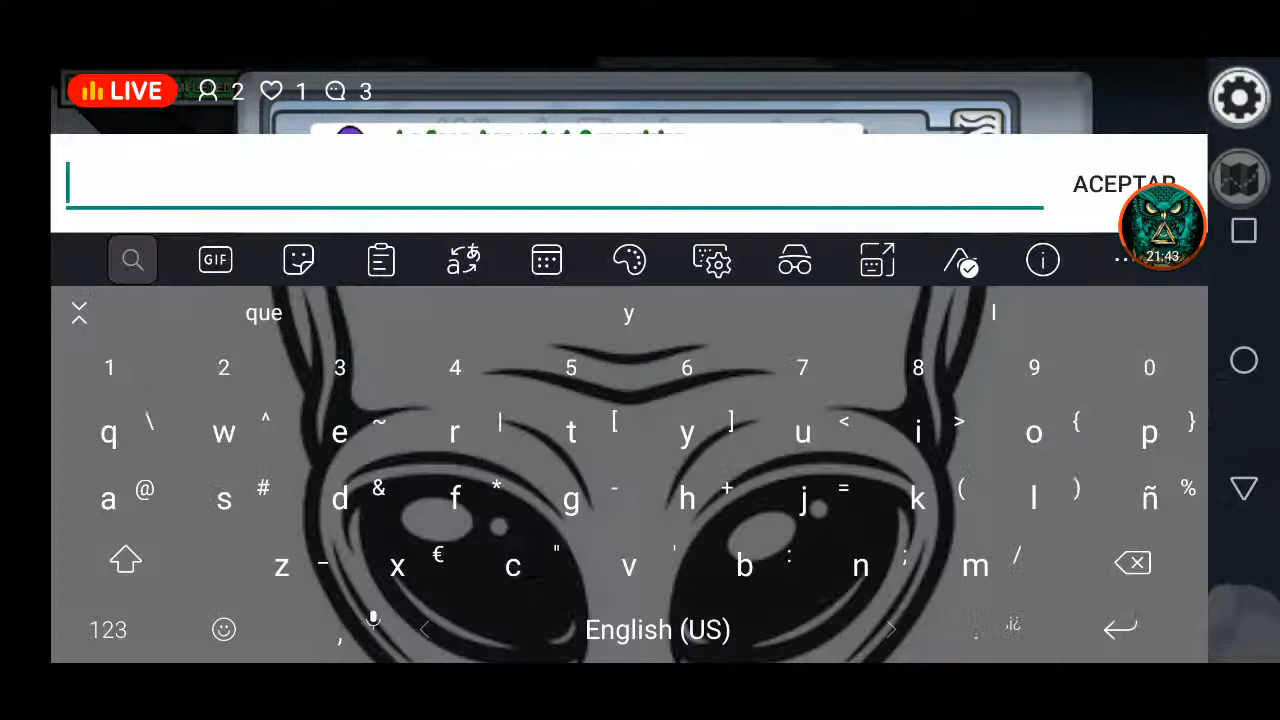 LIVE 2 1 3
ACEPTAR
21:43
GIF
que y l
1 2 3 4 5 6 7 8 9 0
q \ w ^ e ~ r | t [ y ] u < i > o { p }
a @ s # d & f * g - h + j = k ( l ) ñ %
z _ x € c " v ' b : n ; m /
123 , English (US) . ¡¿